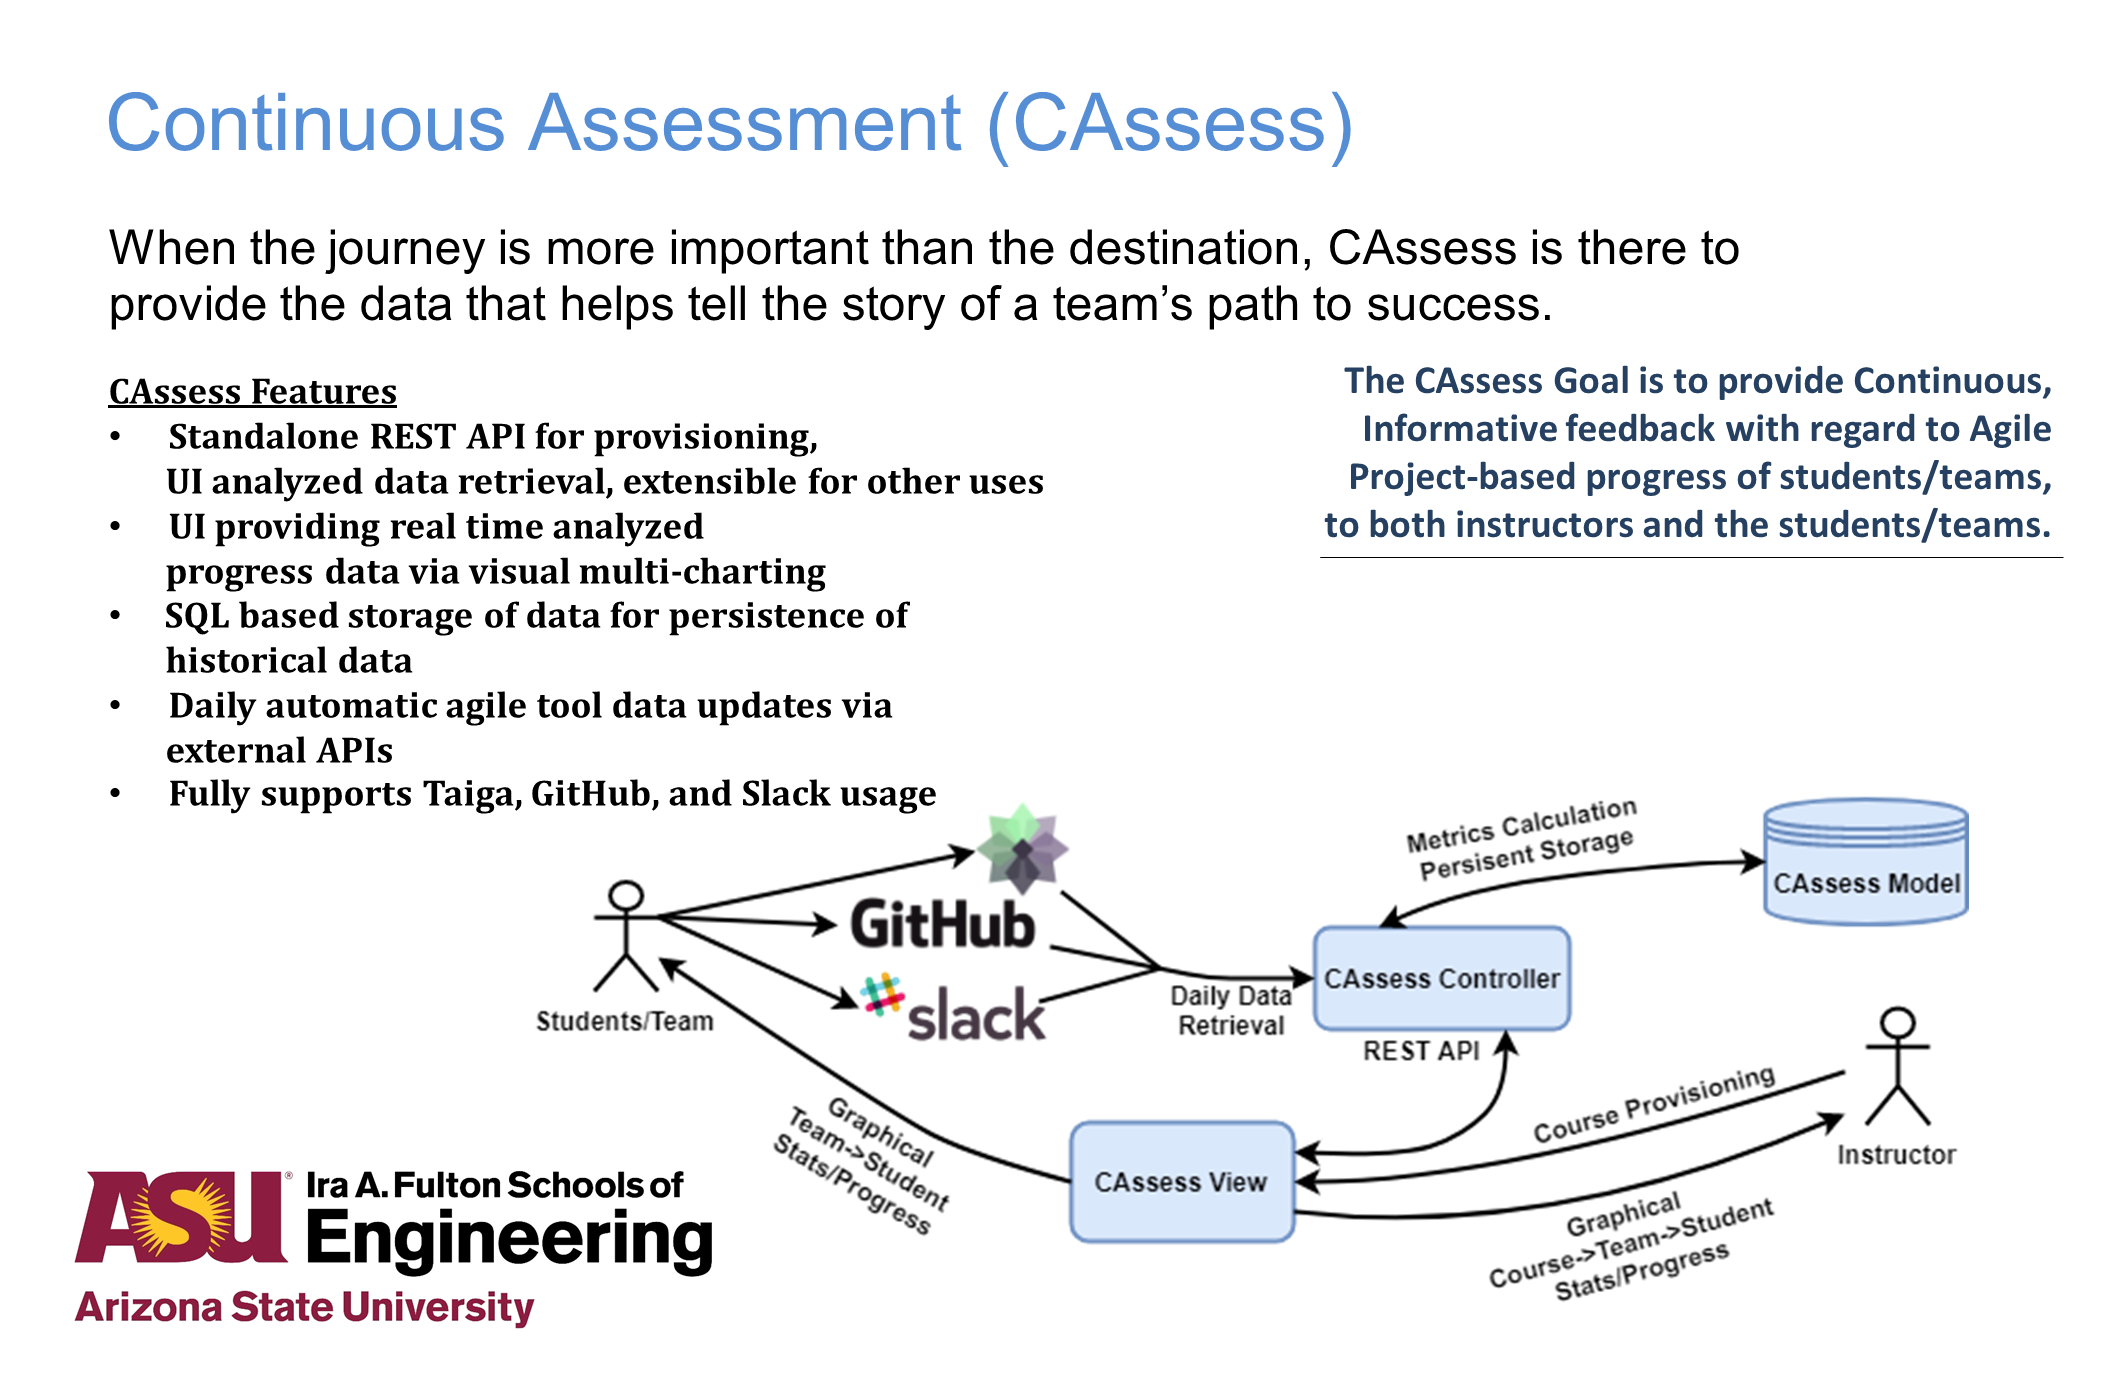 Continuous Assessment (CAssess)
When the journey is more important than the destination, CAssess is there to
provide the data that helps tell the story of a team’s path to success.
CAssess Features
• Standalone REST API for provisioning,
UI analyzed data retrieval, extensible for other uses
• UI providing real time analyzed
progress data via visual multi-charting
• SQL based storage of data for persistence of
historical data
• Daily automatic agile tool data updates via
external APIs
• Fully supports Taiga, GitHub, and Slack usage
The CAssess Goal is to provide Continuous,
Informative feedback with regard to Agile
Project-based progress of students/teams,
to both instructors and the students/teams.
Students/Team
GitHub
slack
Daily Data
Retrieval
Metrics Calculation
Persisent Storage
CAssess Model
CAssess Controller
REST API
Course Provisioning
Instructor
Graphical
Team->Student
Stats/Progress
CAssess View
Graphical
Course->Team->Student
Stats/Progress
ASU® Ira A. Fulton Schools of
Engineering
Arizona State University